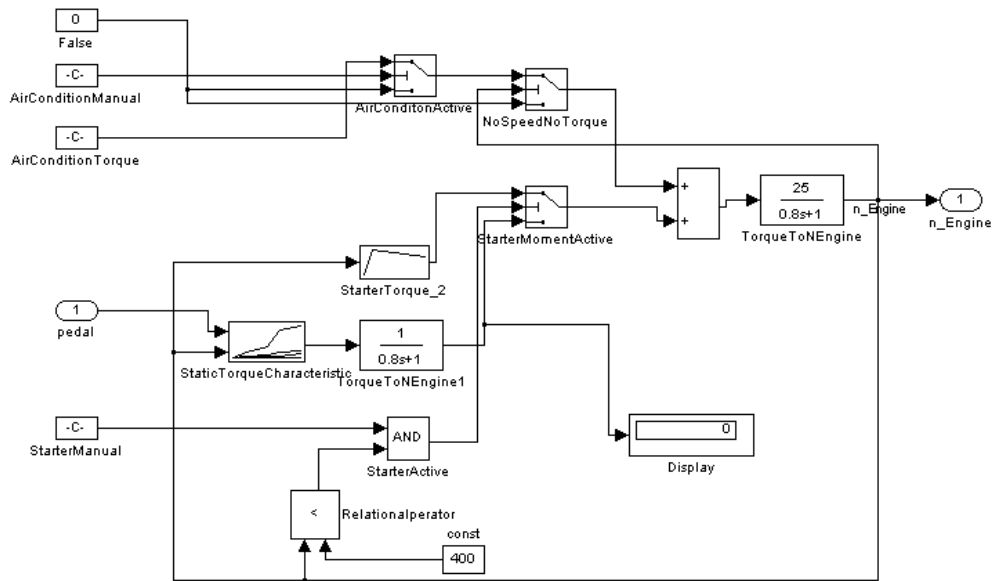 0
False
-C-
AirConditionManual
AirConditonActive
NoSpeedNoTorque
-C-
AirConditionTorque
+
+
25
0.8s+1
TorqueToNEngine
n_Engine
1
n_Engine
StarterMomentActive
StarterTorque_2
1
pedal
StaticTorqueCharacteristic
1
0.8s+1
TorqueToNEngine1
-C-
StarterManual
AND
StarterActive
0
Display
<
Relationalperator
const
400